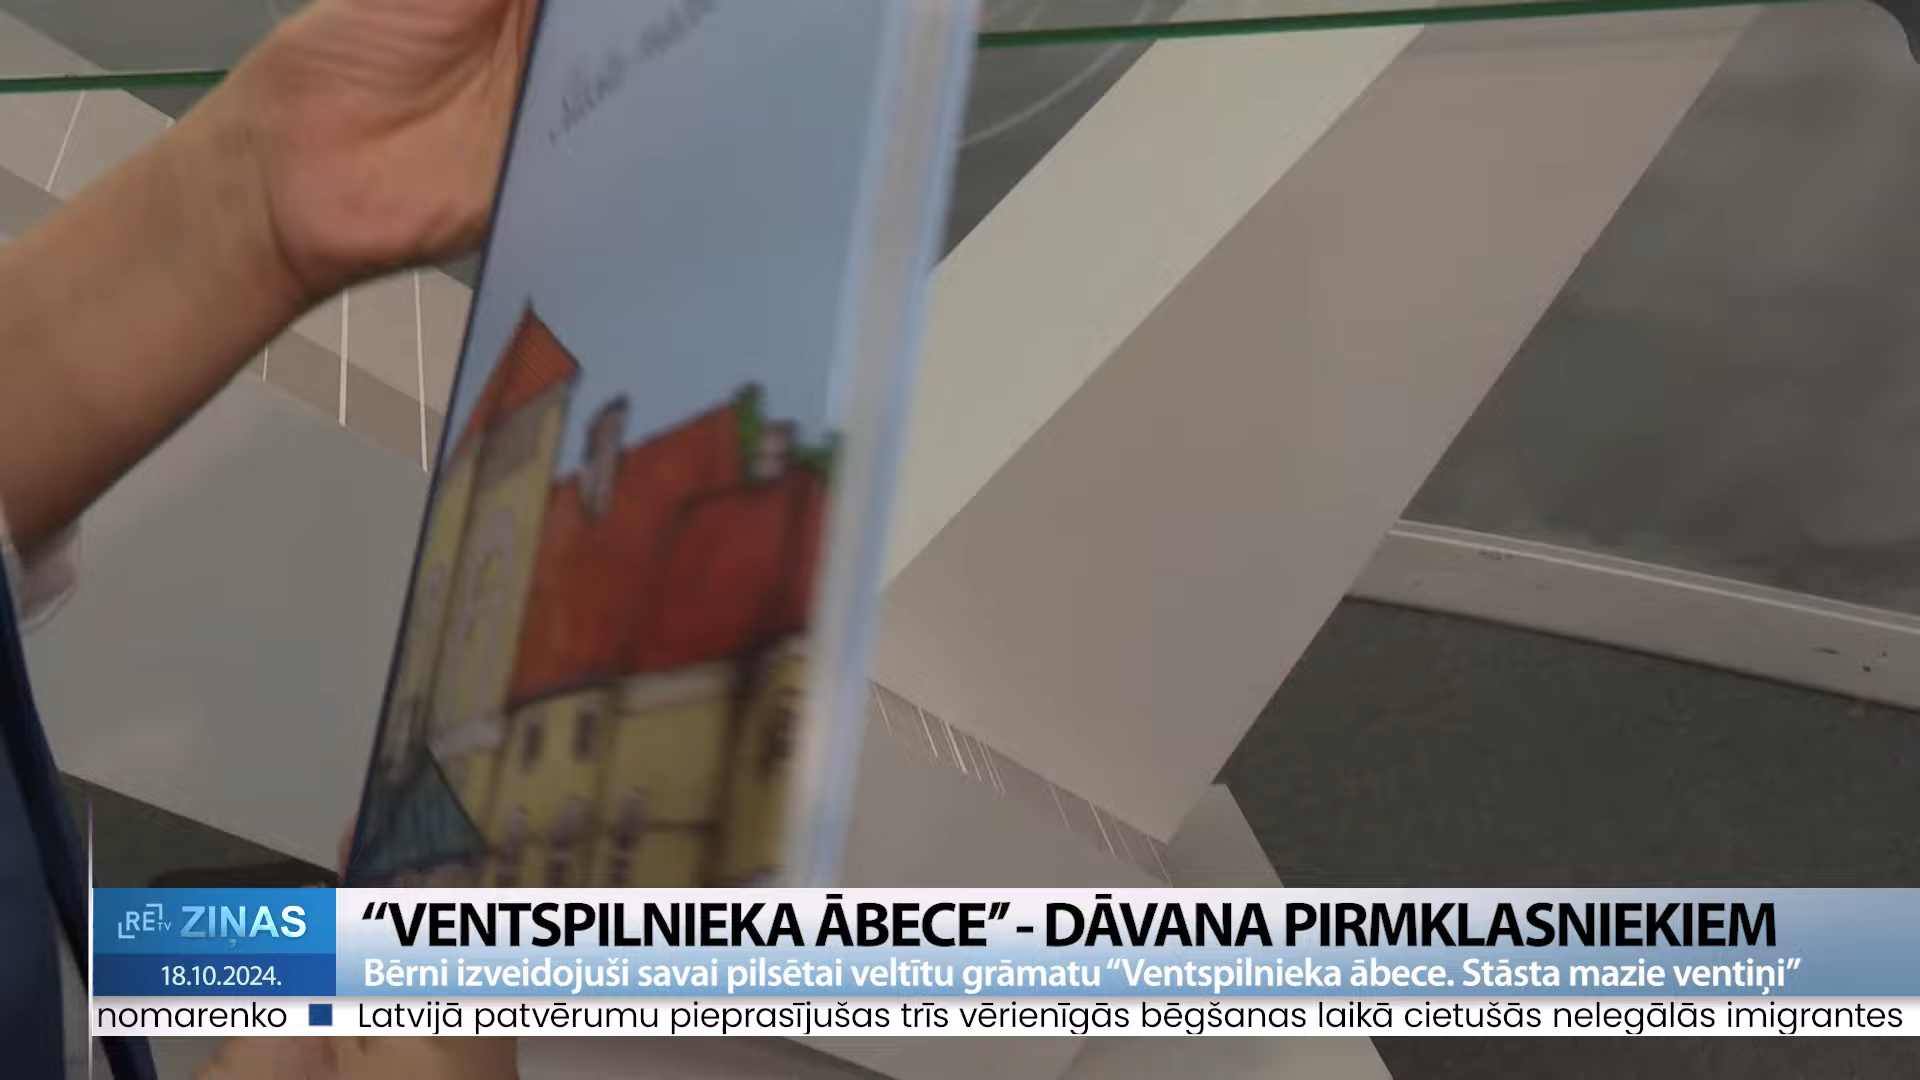 RE TV ZIŅAS
18.10.2024.
“VENTSPILNIEKA ĀBECE” - DĀVANA PIRMKLASNIEKIEM
Bērni izveidojuši savai pilsētai veltītu grāmatu “Ventspilnieka ābece. Stāsta mazie ventiņi”
nomarenko ■ Latvijā patvērumu pieprasījušas trīs vērienīgās bēgšanas laikā cietušās nelegālās imigrantes